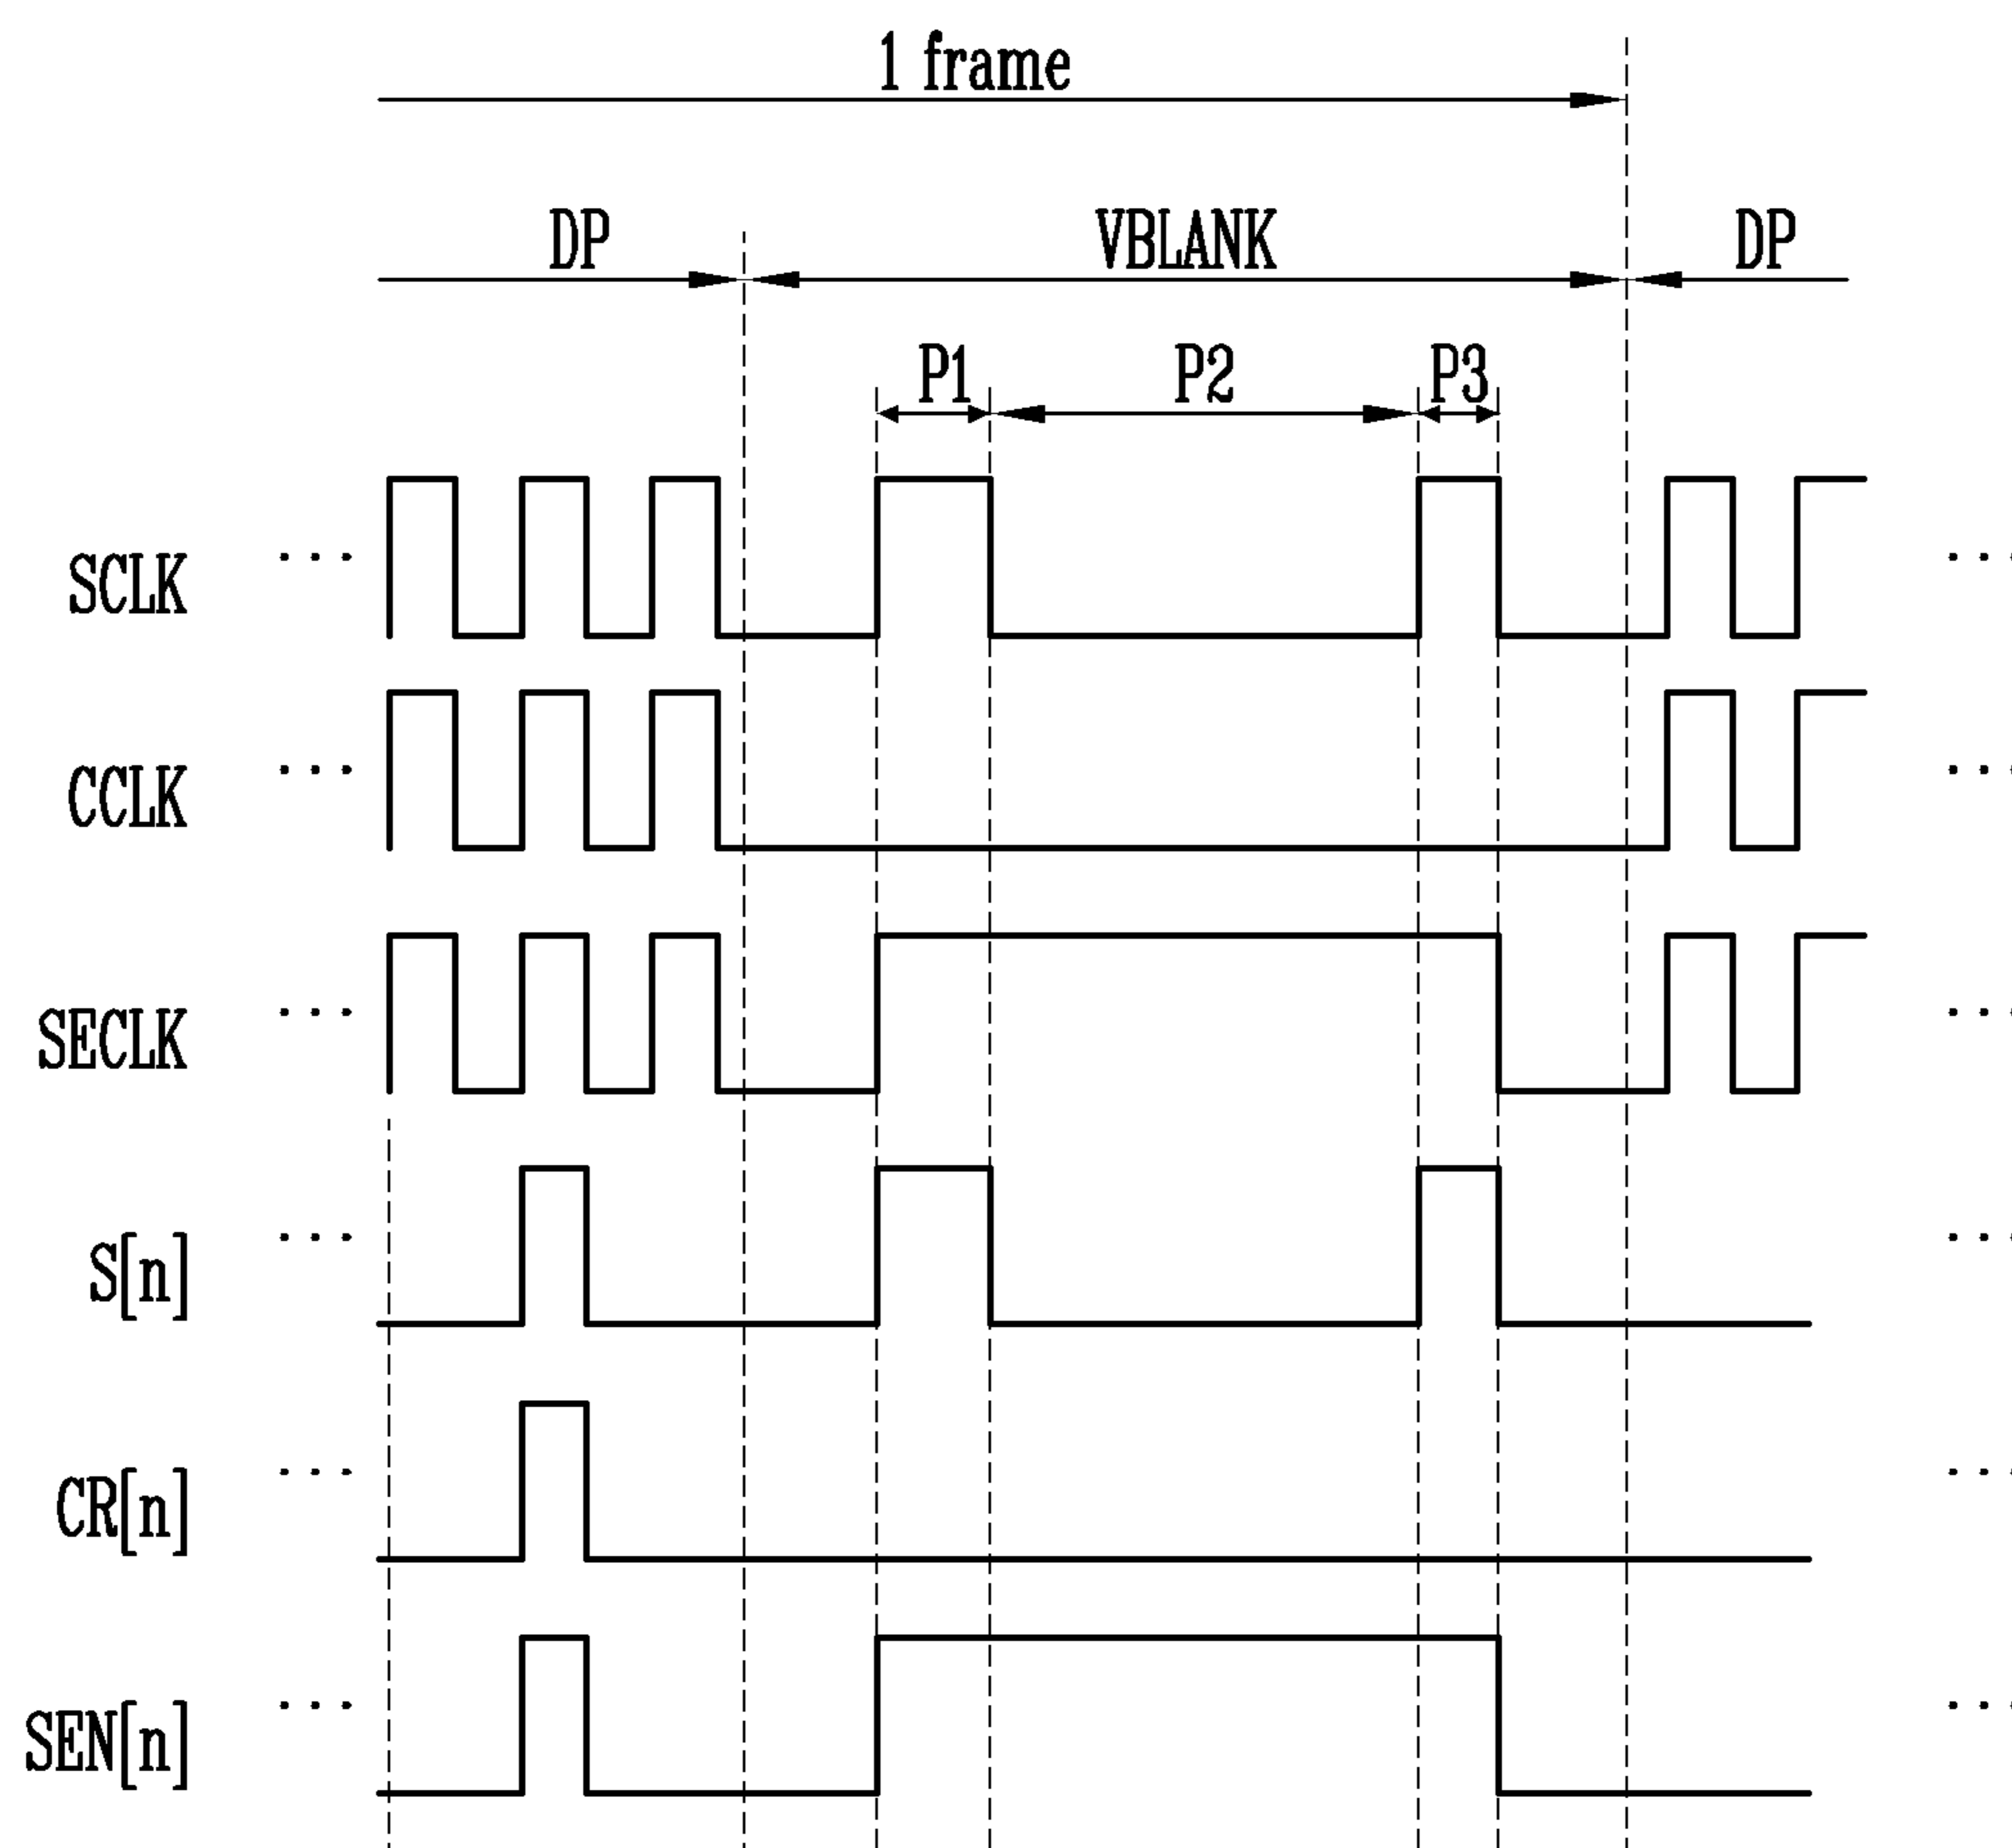 1 frame
DP VBLANK DP
P1 P2 P3
SCLK ... ...
CCLK ... ...
SECLK ... ...
S[n] ... ...
CR[n] ... ...
SEN[n] ... ...